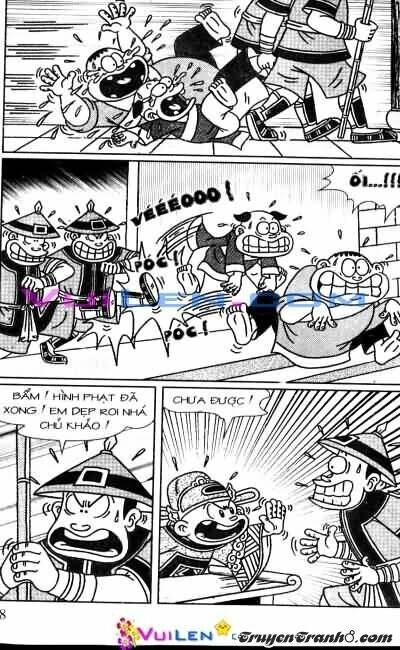 VÉÉÉOOO !
ỐI...!!!
PÓC !
PÓC !
VUILEN.COM
BẨM ! HÌNH PHẠT ĐÃ
XONG ! EM DẸP ROI NHÁ
CHỦ KHẢO !
CHƯA ĐƯỢC !
8
VUILEN
TruyenTranh8.com